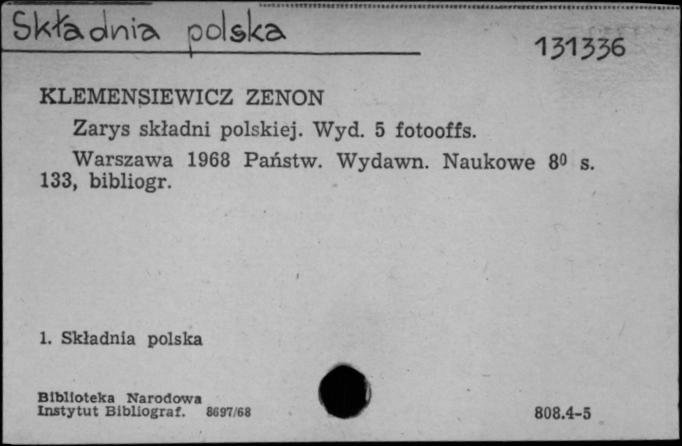 Składnia polska
131336
KLEMENSIEWICZ ZENON
Zarys składni polskiej. Wyd. 5 fotooffs.
Warszawa 1968 Państw. Wydawn. Naukowe 8⁰ s.
133, bibliogr.
1. Składnia polska
Biblioteka Narodowa
Instytut Bibliograf. 8697/68
808.4-5